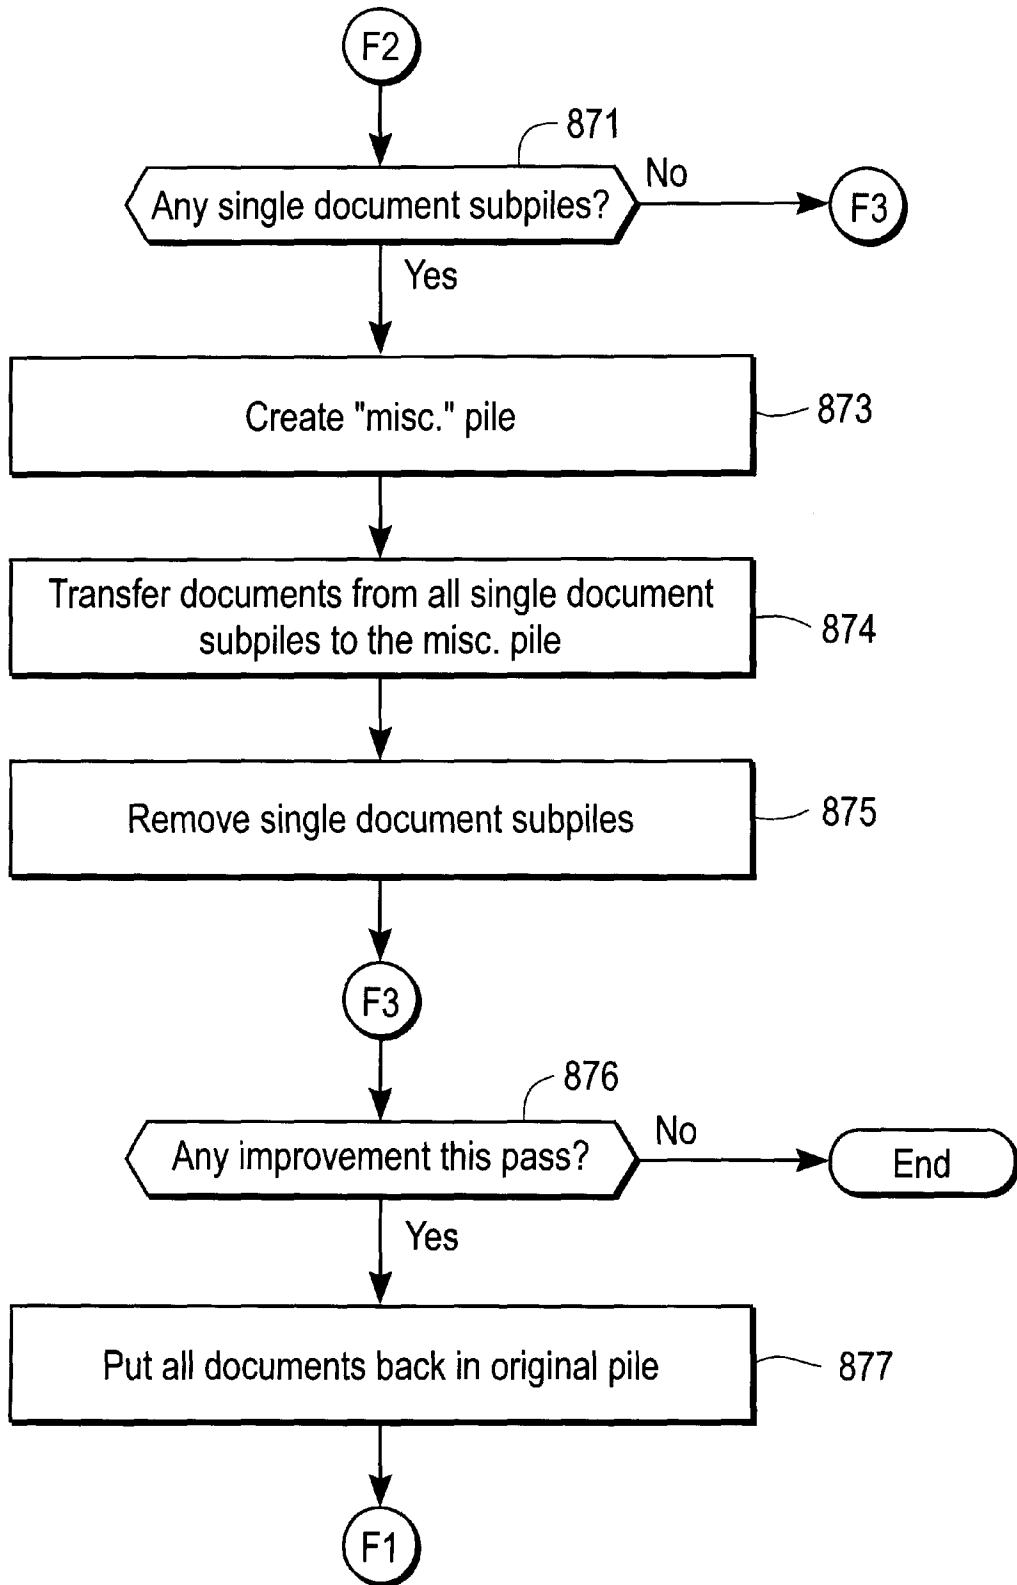 F2
871
Any single document subpiles?
No
F3
Yes
Create "misc." pile
873
Transfer documents from all single document
subpiles to the misc. pile
874
Remove single document subpiles
875
F3
876
Any improvement this pass?
No
End
Yes
Put all documents back in original pile
877
F1